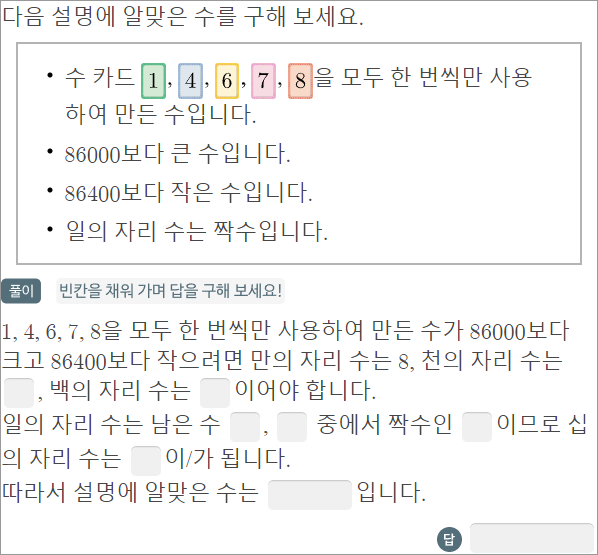 다음 설명에 알맞은 수를 구해 보세요.
• 수 카드 1, 4, 6, 7, 8을 모두 한 번씩만 사용
하여 만든 수입니다.
• 86000보다 큰 수입니다.
• 86400보다 작은 수입니다.
• 일의 자리 수는 짝수입니다.
풀이 빈칸을 채워 가며 답을 구해 보세요!
1, 4, 6, 7, 8을 모두 한 번씩만 사용하여 만든 수가 86000보다
크고 86400보다 작으려면 만의 자리 수는 8, 천의 자리 수는
, 백의 자리 수는 이어야 합니다.
일의 자리 수는 남은 수 , 중에서 짝수인 이므로 십
의 자리 수는 이/가 됩니다.
따라서 설명에 알맞은 수는 입니다.
답